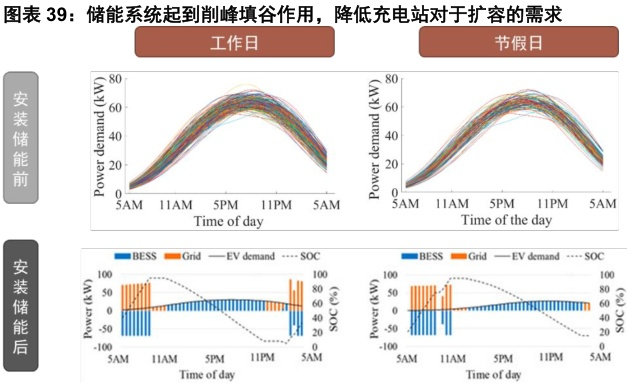 图表 39：储能系统起到削峰填谷作用，降低充电站对于扩容的需求
工作日
节假日
安装储能前
Power demand (kW)
80
60
40
20
0
5AM 11AM 5PM 11PM 5AM
Time of day
Power demand (kW)
80
60
40
20
0
5AM 11AM 5PM 11PM 5AM
Time of the day
安装储能后
BESS Grid EV demand SOC
Power (kW)
100
50
0
-50
-100
100
80
60
40
20
0
SOC (%)
5AM 11AM 5PM 11PM 5AM
Time of day
BESS Grid EV demand SOC
Power (kW)
100
50
0
-50
-100
100
80
60
40
20
0
SOC (%)
5AM 11AM 5PM 11PM 5AM
Time of day